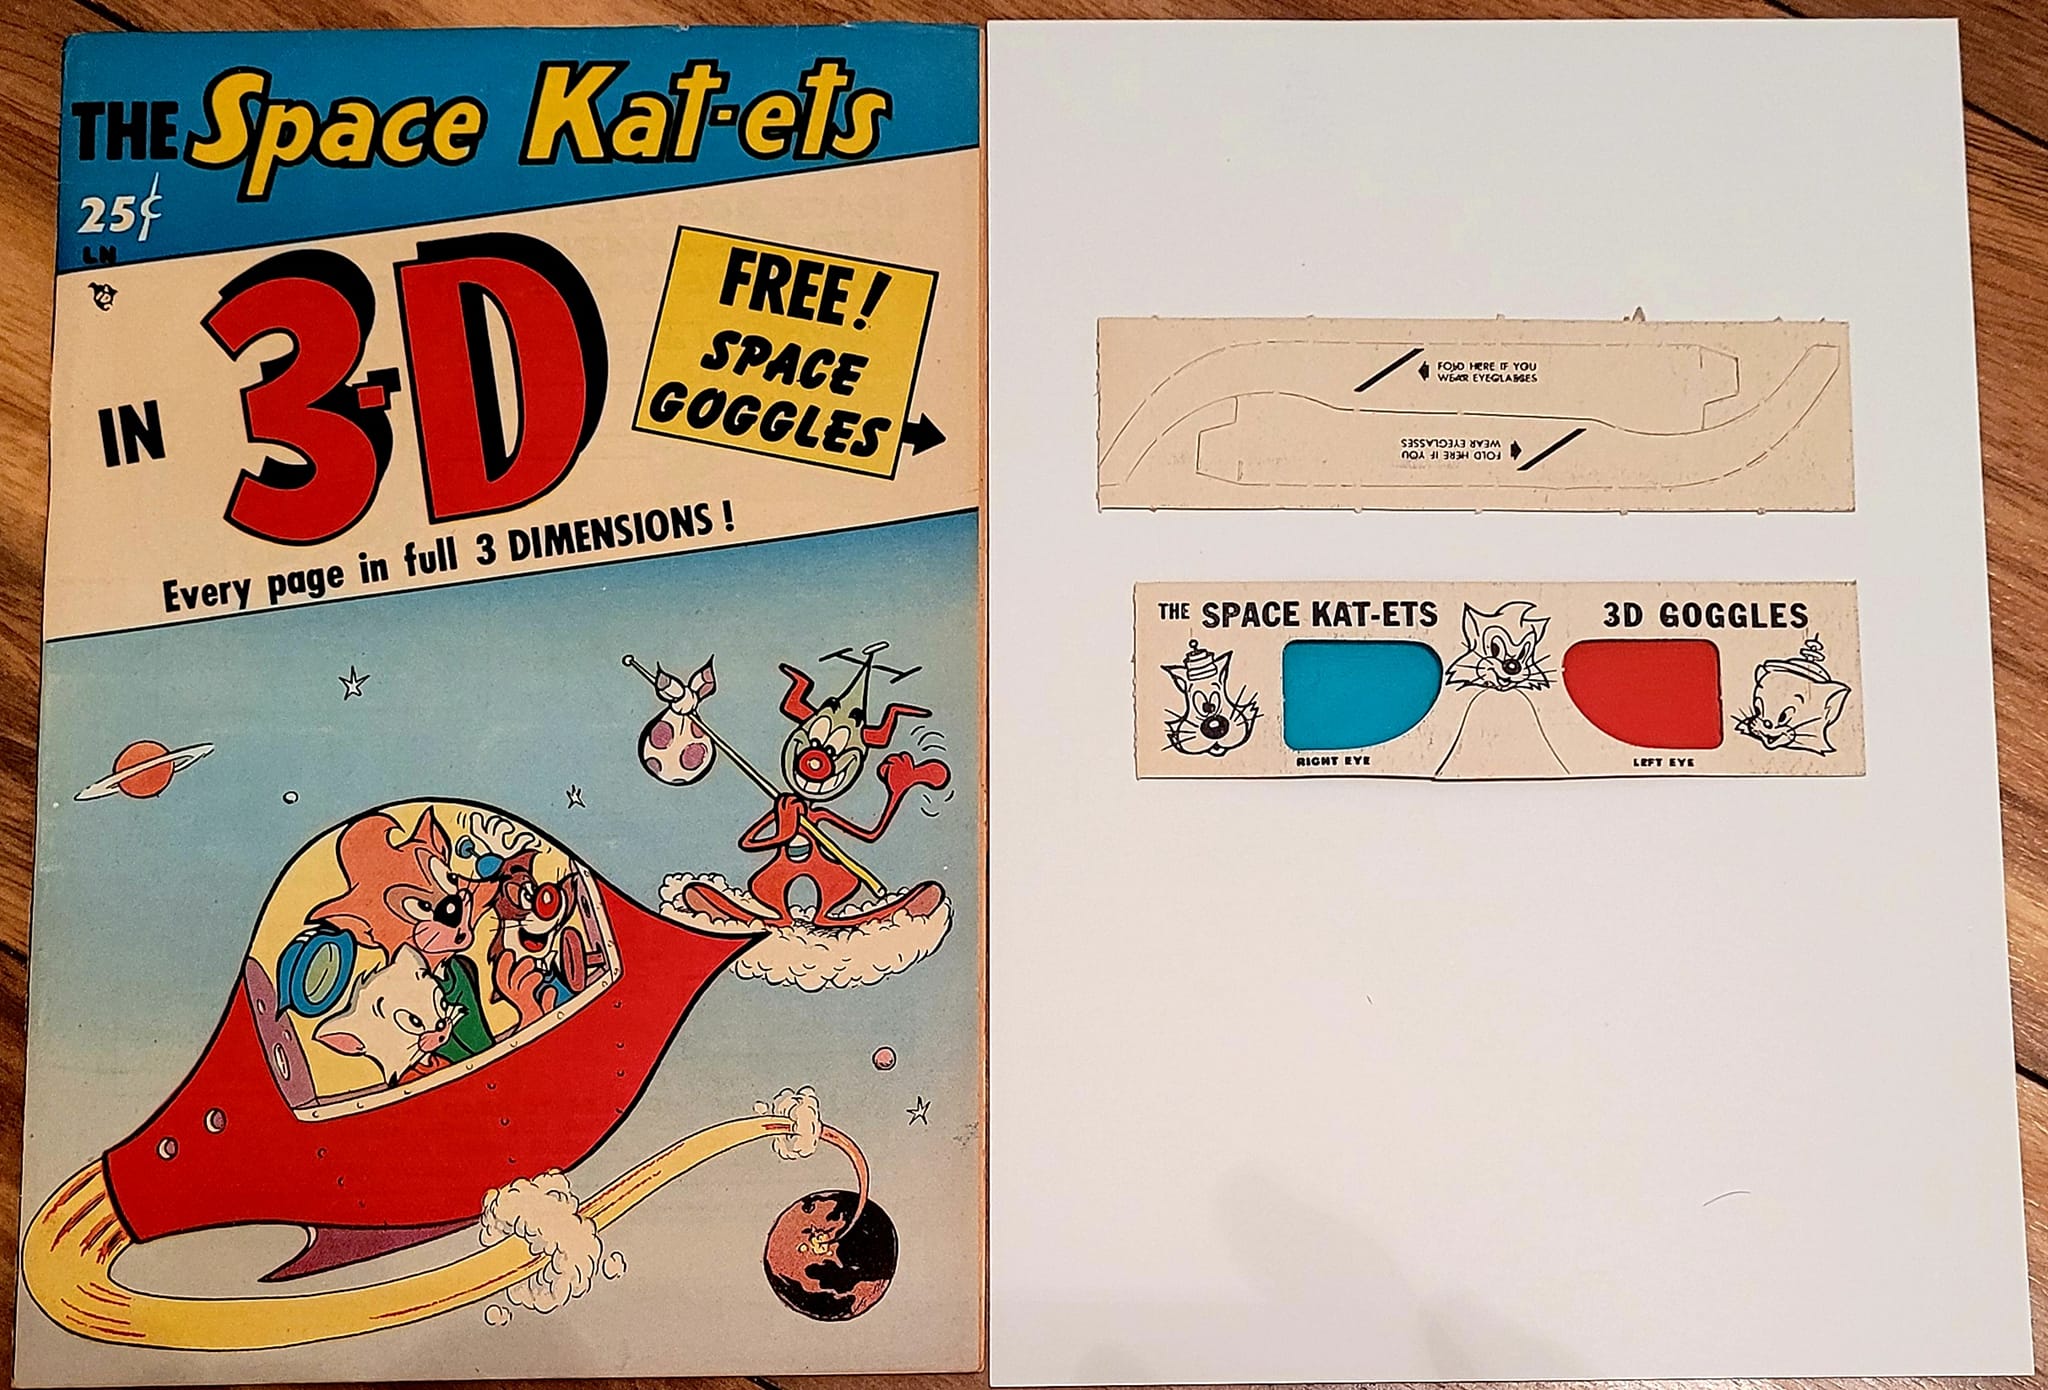 THE Space Kat-ets
25¢
LN
IN 3-D
FREE!
SPACE
GOGGLES
Every page in full 3 DIMENSIONS!
FOLD HERE IF YOU
WEAR EYEGLASSES
FOLD HERE IF YOU
WEAR EYEGLASSES
THE SPACE KAT-ETS 3D GOGGLES
RIGHT EYE LEFT EYE